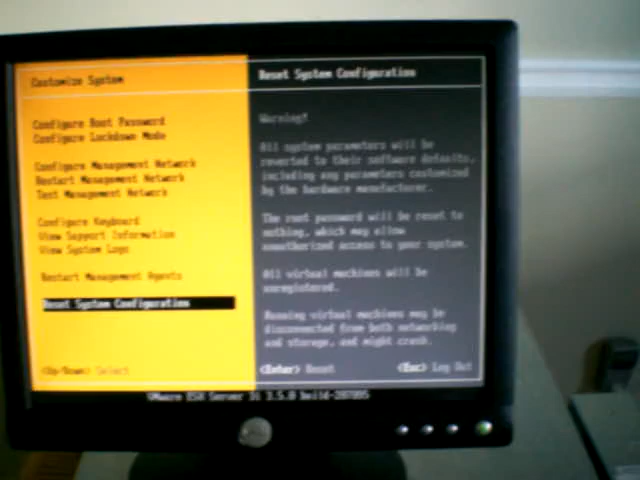 Customize System
Configure Root Password
Configure Lockdown Mode
Configure Management Network
Restart Management Network
Test Management Network
Configure Keyboard
View Support Information
View System Logs
Restart Management Agents
Reset System Configuration
<Up/Down> Select
Reset System Configuration
Warning!
All system parameters will be
reverted to their software defaults,
including any parameters customized
by the hardware manufacturer.
The root password will be reset to
nothing, which may allow
unauthorized access to your system.
All virtual machines will be
unregistered.
Running virtual machines may be
disconnected from both networking
and storage, and might crash.
<Enter> Reset
<Esc> Log Out
VMware ESX Server 3i 3.5.0